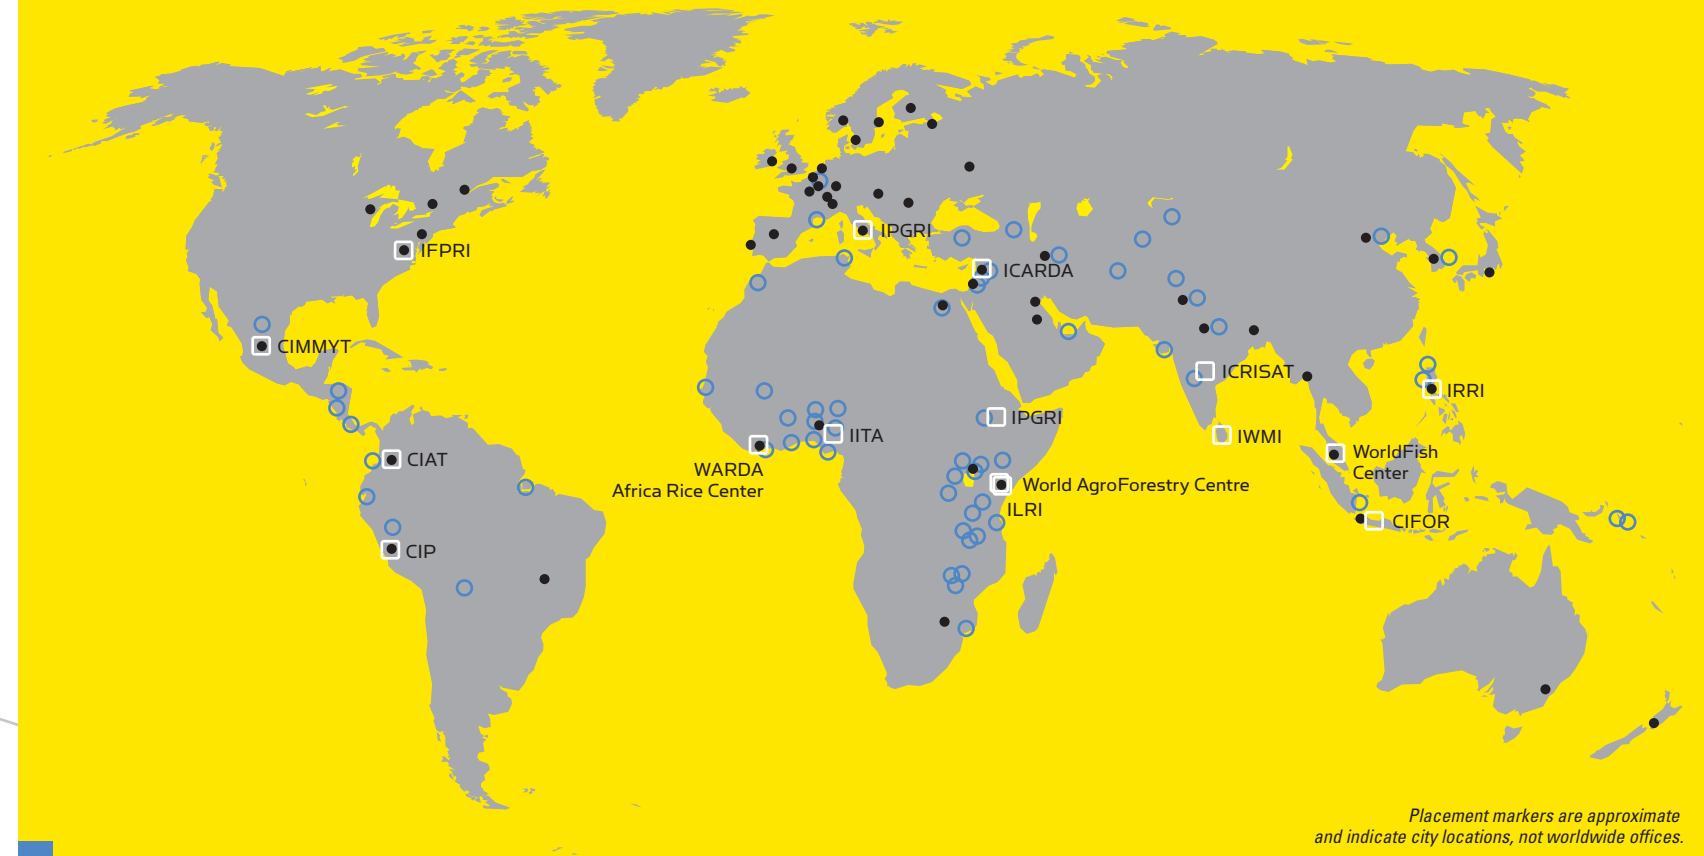 IPGRI
IFPRI
ICARDA
CIMMYT
ICRISAT
IRRI
IPGRI
IITA
IWMI
CIAT
WARDA
Africa Rice Center
WorldFish
Center
World AgroForestry Centre
ILRI
CIFOR
CIP
Placement markers are approximate
and indicate city locations, not worldwide offices.